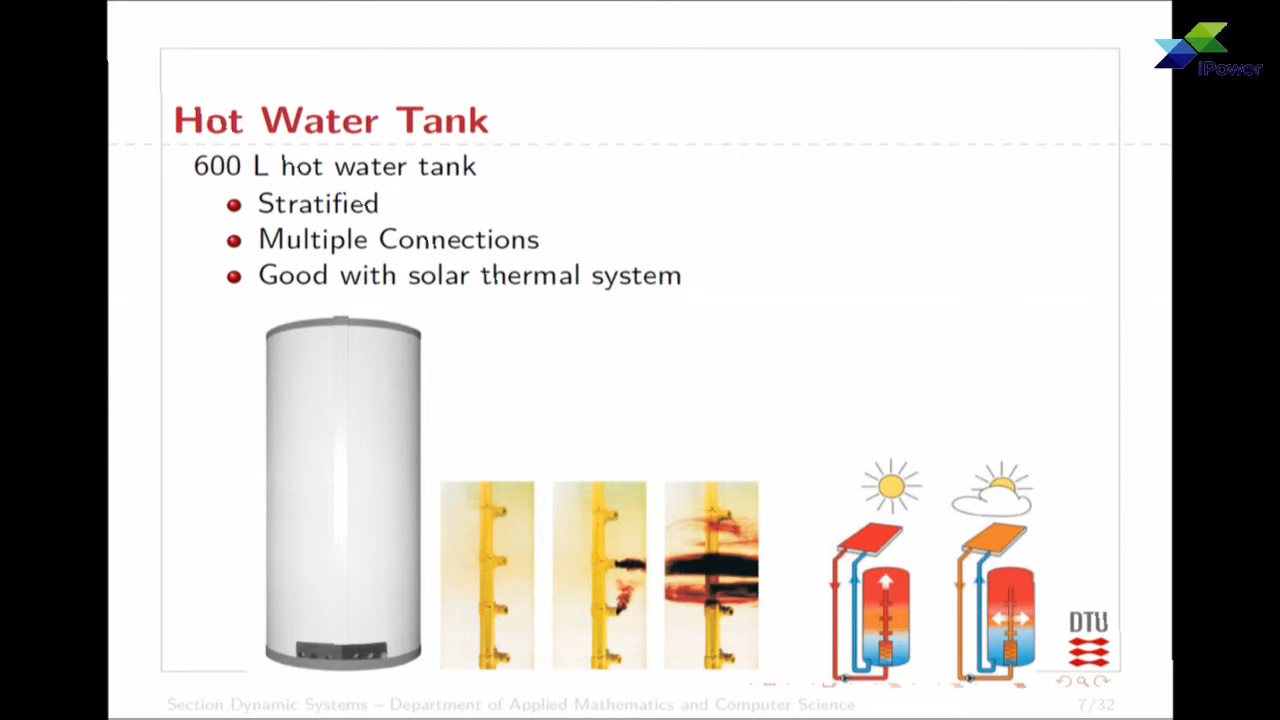 iPower
Hot Water Tank
600 L hot water tank
Stratified
Multiple Connections
Good with solar thermal system
DTU
Section Dynamic Systems – Department of Applied Mathematics and Computer Science
7/32